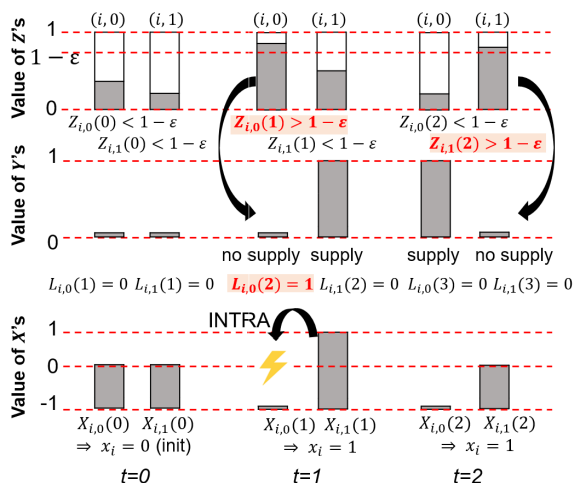 (i, 0) (i, 1) (i, 0) (i, 1) (i, 0) (i, 1)
Value of Z's
1
1 − ε
0
Z_{i,0}(0) < 1 − ε Z_{i,0}(1) > 1 − ε Z_{i,0}(2) < 1 − ε
Z_{i,1}(0) < 1 − ε Z_{i,1}(1) < 1 − ε Z_{i,1}(2) > 1 − ε
Value of Y's
1
0
no supply supply supply no supply
L_{i,0}(1) = 0 L_{i,1}(1) = 0 L_{i,0}(2) = 1 L_{i,1}(2) = 0 L_{i,0}(3) = 0 L_{i,1}(3) = 0
INTRA
Value of X's
1
0
-1
X_{i,0}(0) X_{i,1}(0) X_{i,0}(1) X_{i,1}(1) X_{i,0}(2) X_{i,1}(2)
⇒ x_i = 0 (init) ⇒ x_i = 1 ⇒ x_i = 1
t=0 t=1 t=2